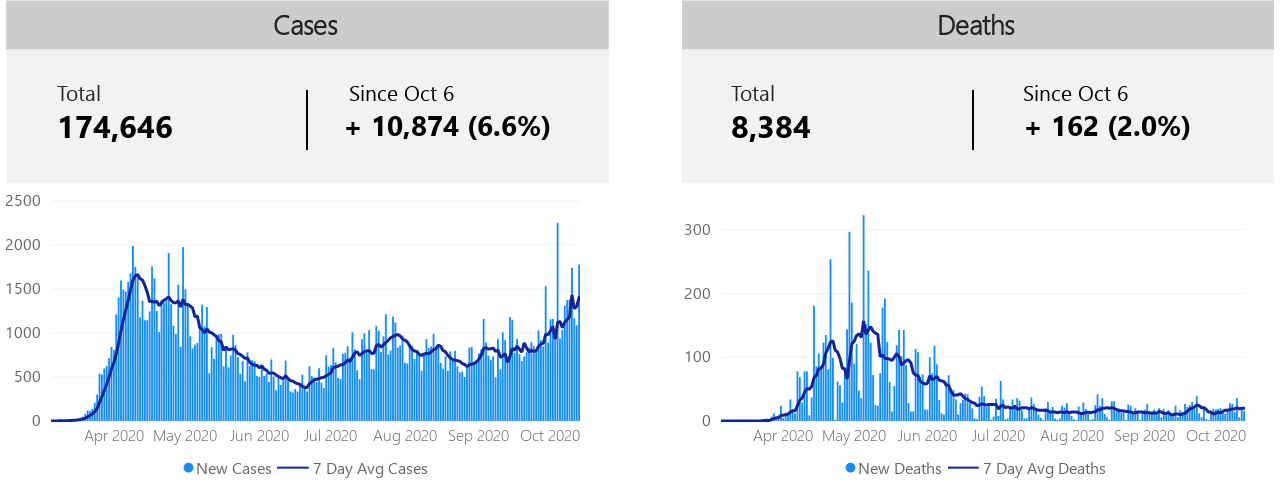 Cases
Total
174,646
Since Oct 6
+ 10,874 (6.6%)
2500
2000
1500
1000
500
0
Apr 2020 May 2020 Jun 2020 Jul 2020 Aug 2020 Sep 2020 Oct 2020
New Cases 7 Day Avg Cases
Deaths
Total
8,384
Since Oct 6
+ 162 (2.0%)
300
200
100
0
Apr 2020 May 2020 Jun 2020 Jul 2020 Aug 2020 Sep 2020 Oct 2020
New Deaths 7 Day Avg Deaths